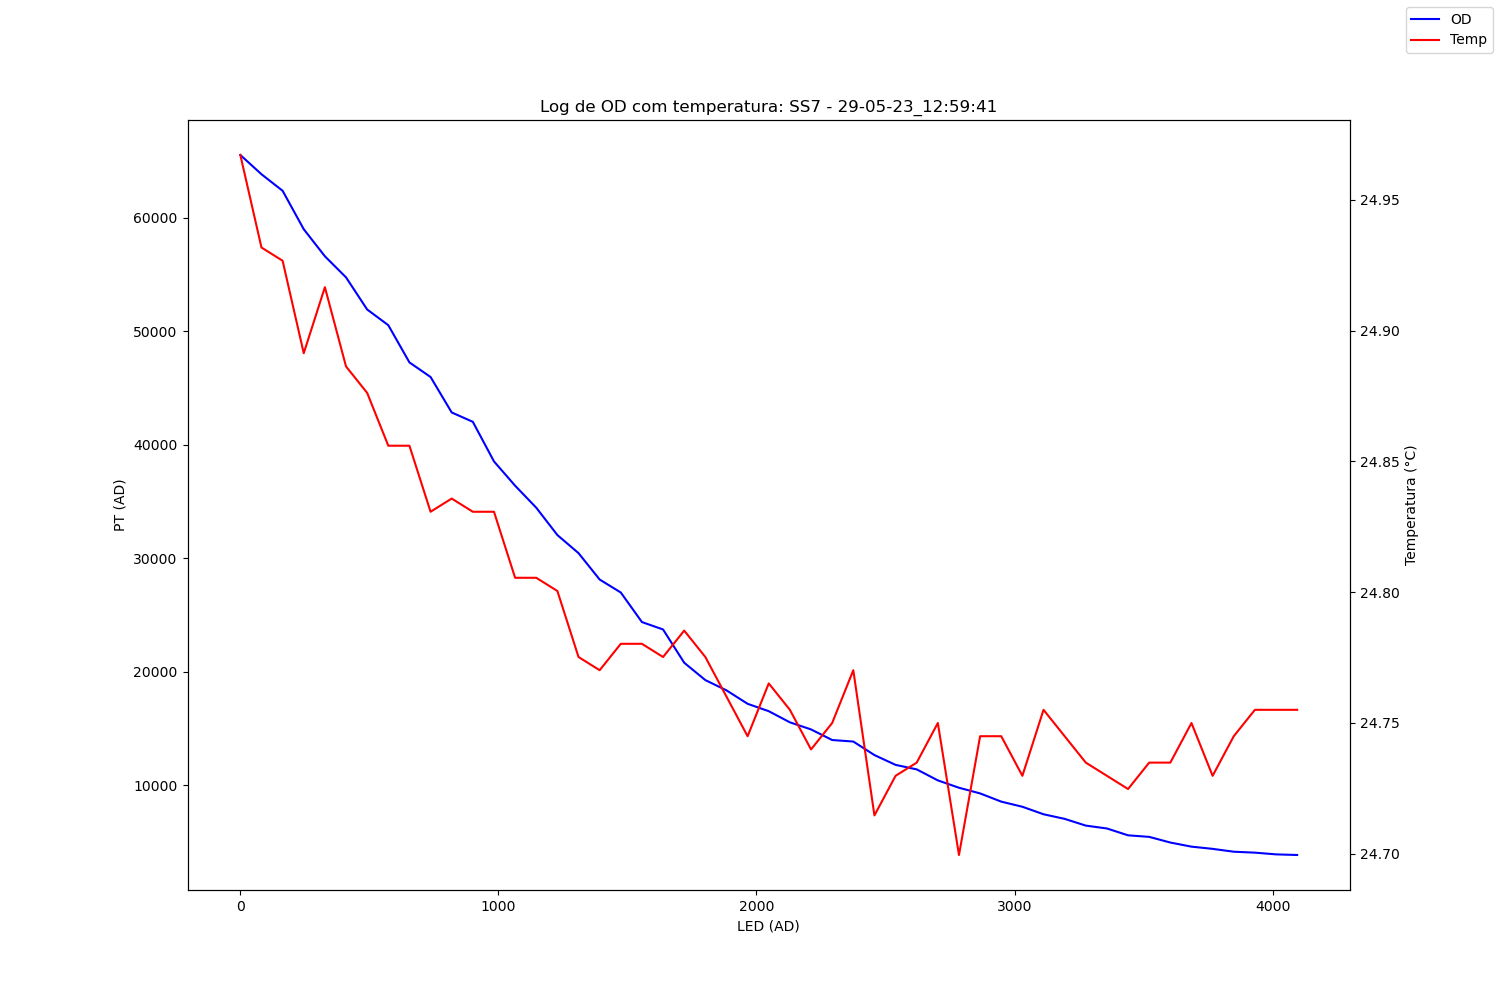 OD
Temp
Log de OD com temperatura: SS7 - 29-05-23_12:59:41
60000
50000
40000
30000
20000
10000
PT (AD)
24.95
24.90
24.85
24.80
24.75
24.70
Temperatura (°C)
0
1000
2000
3000
4000
LED (AD)